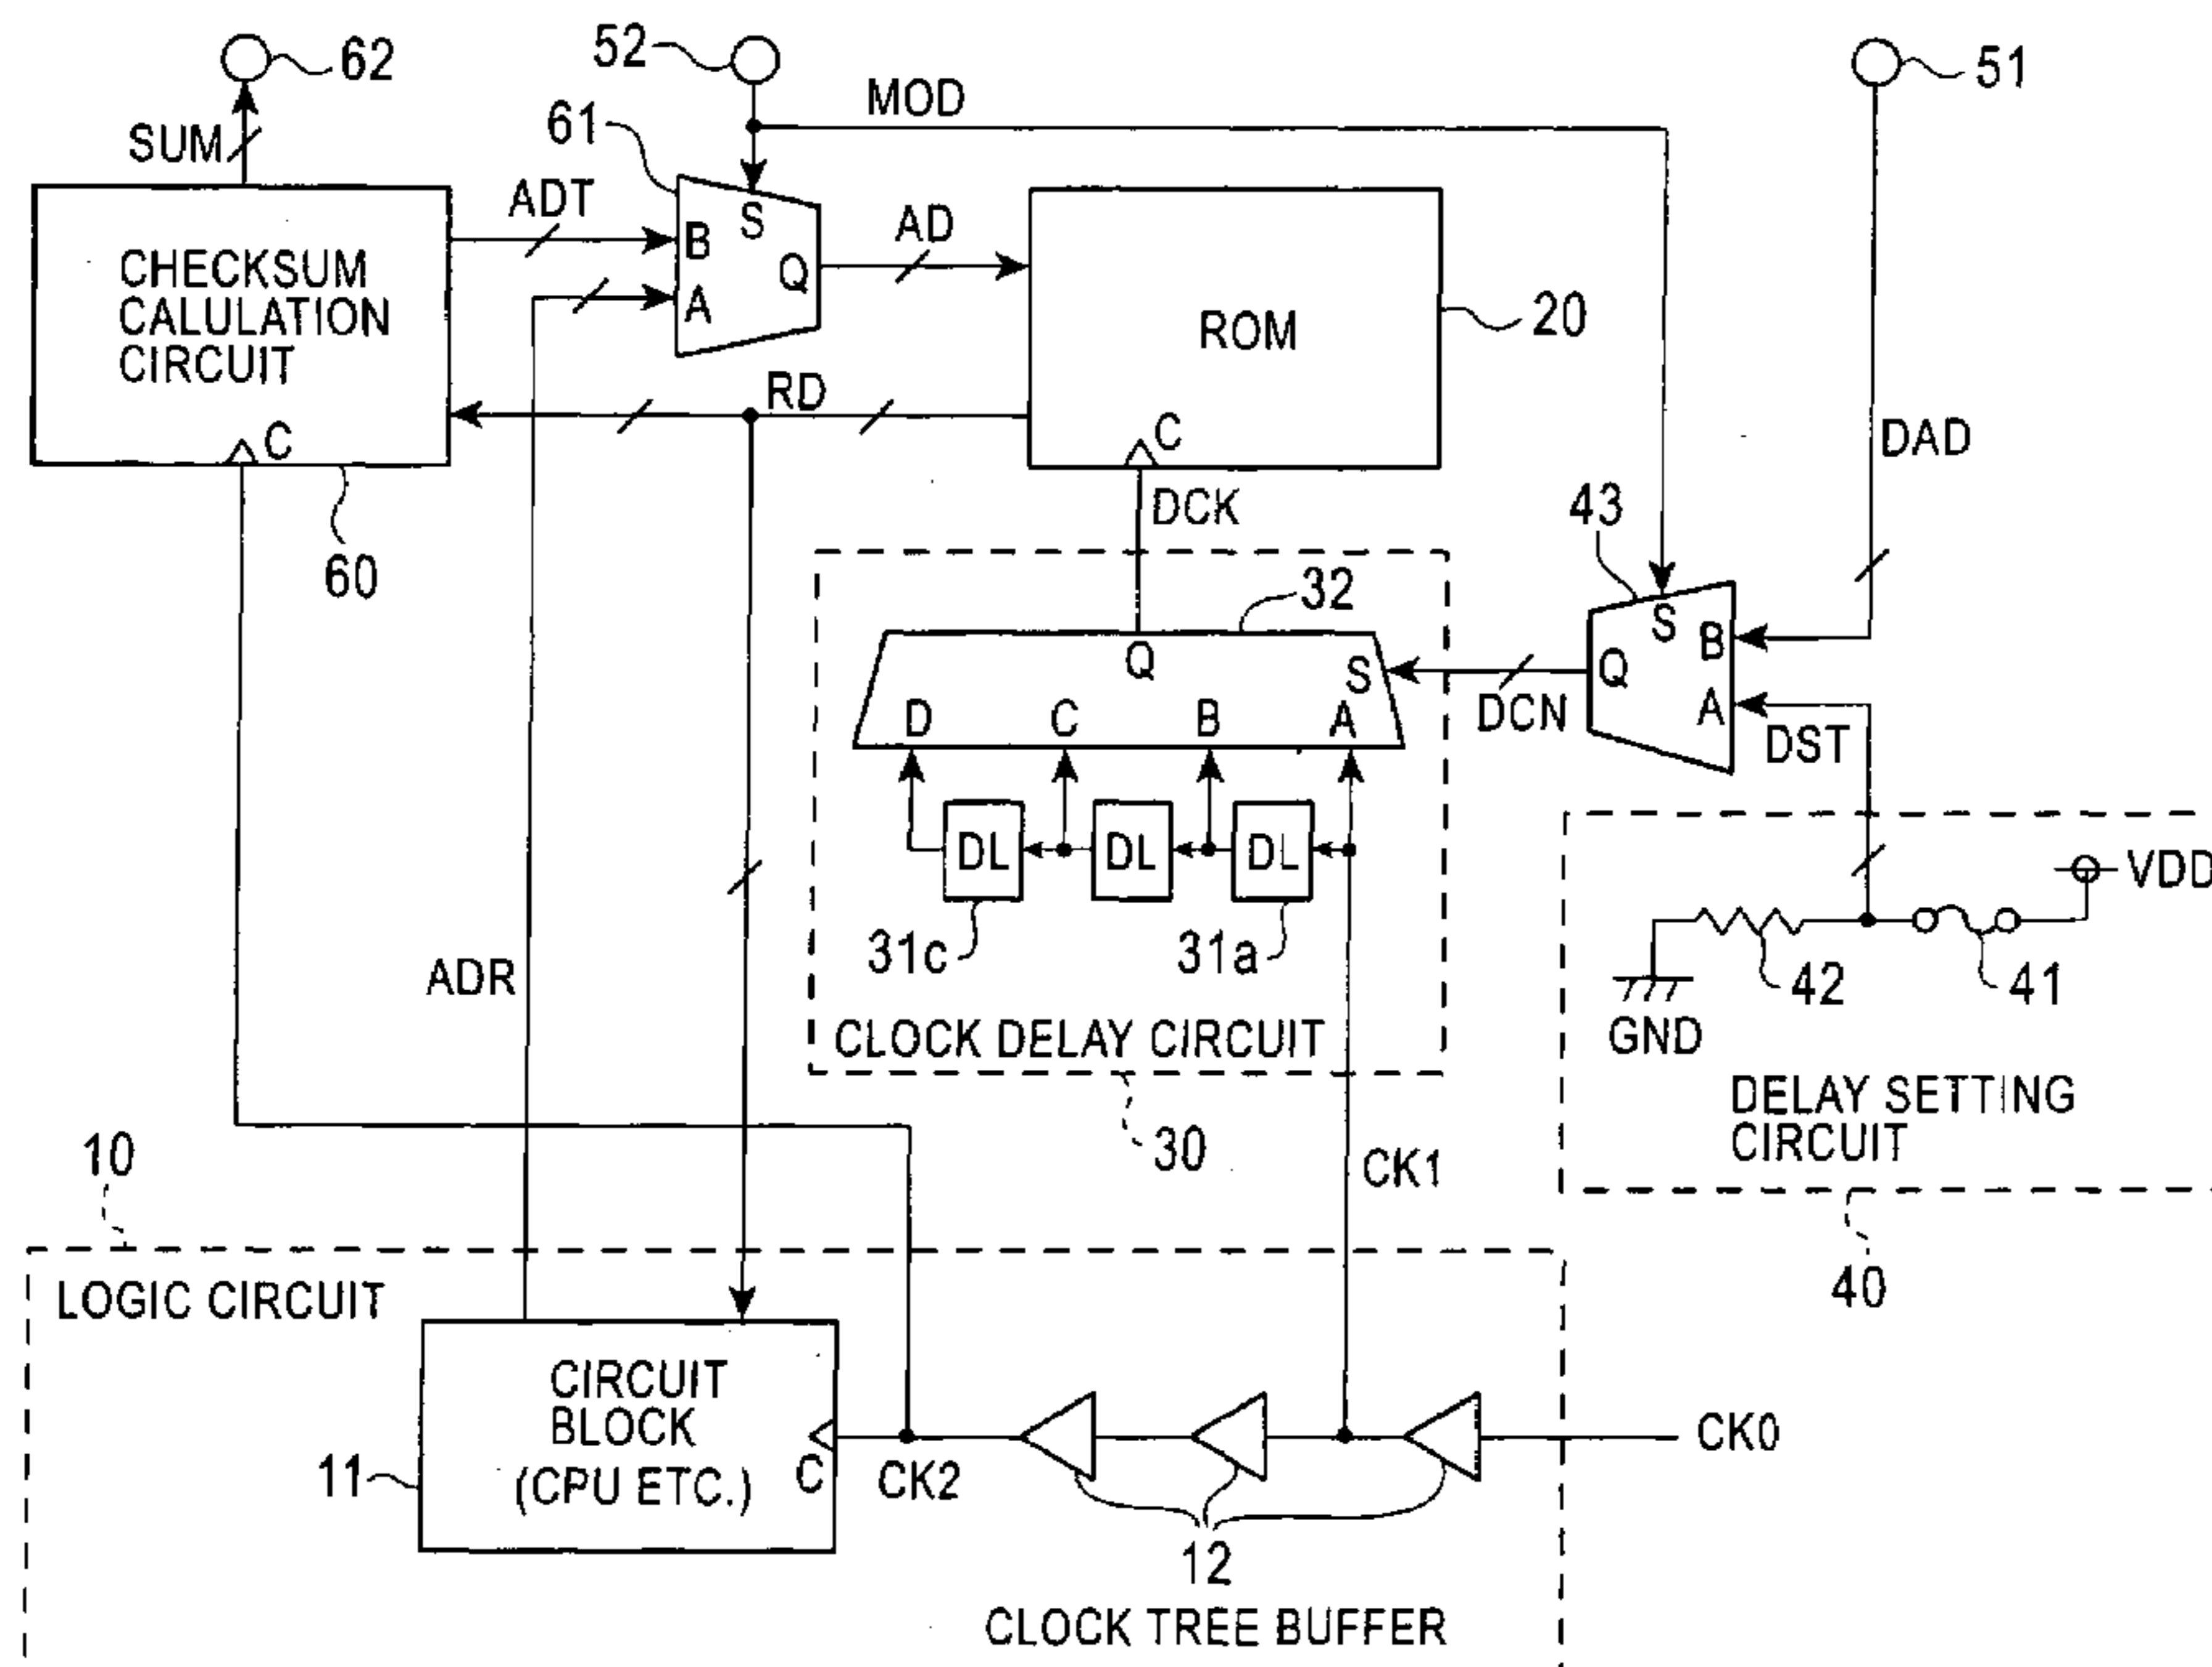 62
52
51
MOD
61
SUM
ADT
S
B
A
Q
AD
CHECKSUM
CALULATION
CIRCUIT
ROM
20
RD
C
C
DAD
DCK
60
43
32
S
B
Q
A
Q
S
D
C
B
A
DCN
DST
DL
DL
DL
VDD
31c
31a
42
41
ADR
GND
CLOCK DELAY CIRCUIT
DELAY SETTING
CIRCUIT
10
30
CK1
40
LOGIC CIRCUIT
CIRCUIT
BLOCK
(CPU ETC.)
C
11
CK2
CK0
12
CLOCK TREE BUFFER